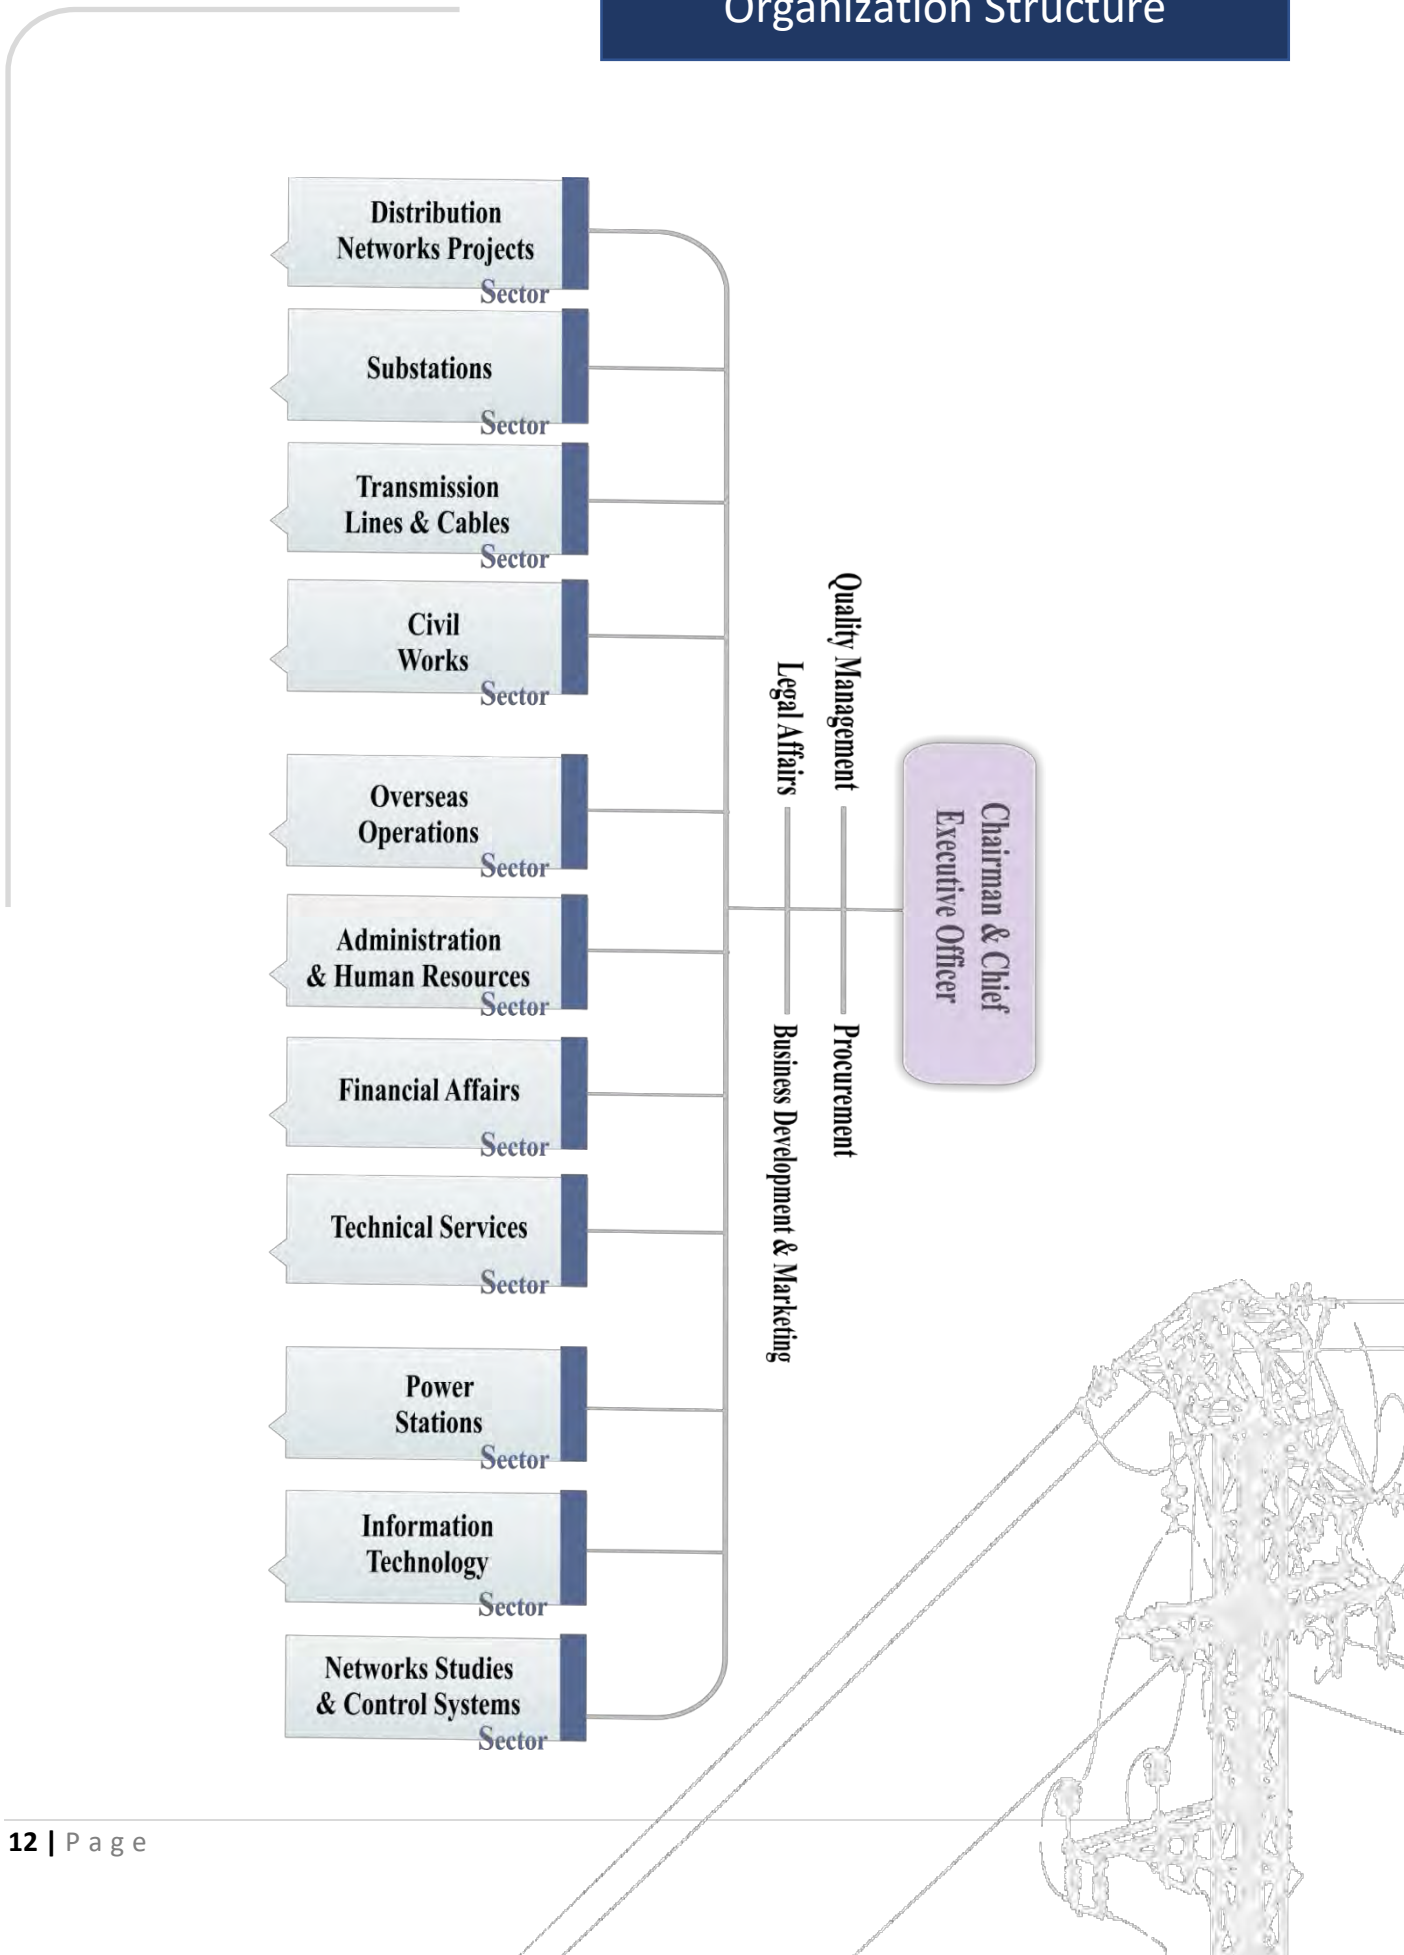 Organization Structure
Chairman & Chief
Executive Officer
Quality Management
Procurement
Legal Affairs
Business Development & Marketing
Distribution
Networks Projects
Sector
Substations
Sector
Transmission
Lines & Cables
Sector
Civil
Works
Sector
Overseas
Operations
Sector
Administration
& Human Resources
Sector
Financial Affairs
Sector
Technical Services
Sector
Power
Stations
Sector
Information
Technology
Sector
Networks Studies
& Control Systems
Sector
12 | Page